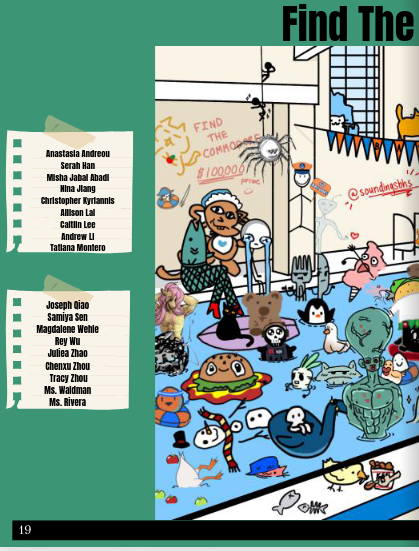 Find The
FIND
THE
COMMODORE
$100000
prize!
@soundingsbhs
Anastasia Andreou
Serah Han
Misha Jabal Abadi
Nina Jiang
Christopher Kyriannis
Allison Lai
Caitlin Lee
Andrew Li
Tatiana Montero
Joseph Qiao
Samiya Sen
Magdalene Wehle
Rey Wu
Juliea Zhao
Chenxu Zhou
Tracy Zhou
Ms. Waldman
Ms. Rivera
19